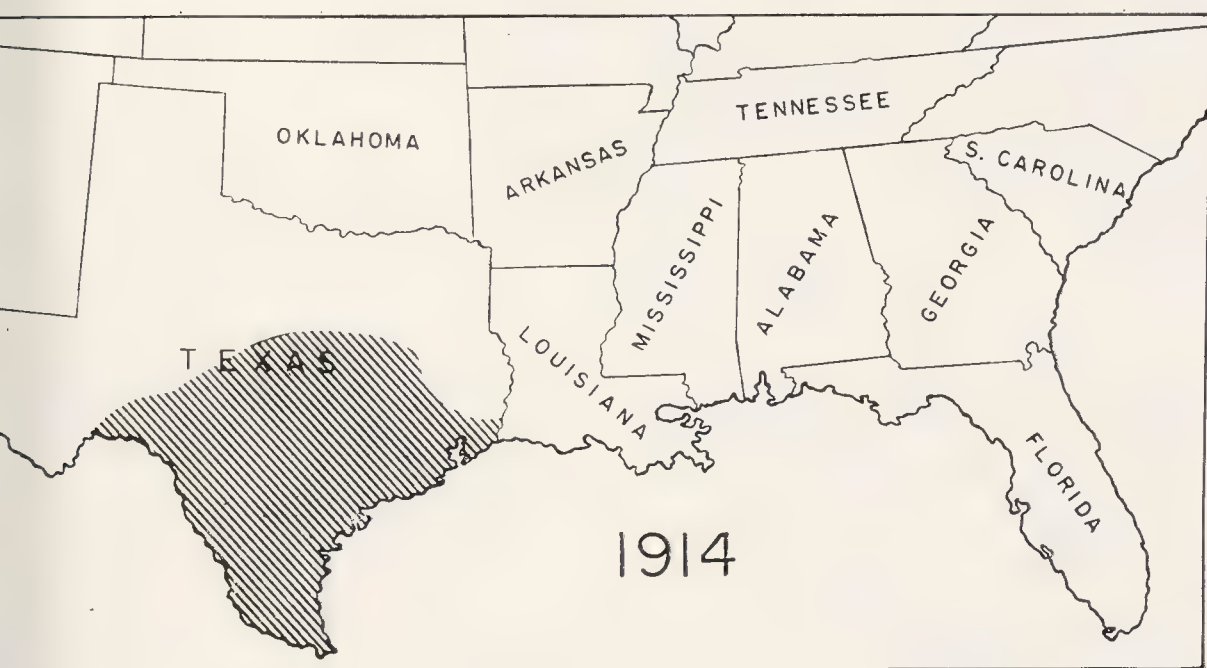 TENNESSEE
OKLAHOMA
ARKANSAS
S. CAROLINA
MISSISSIPPI
ALABAMA
GEORGIA
TEXAS
LOUISIANA
FLORIDA
1914